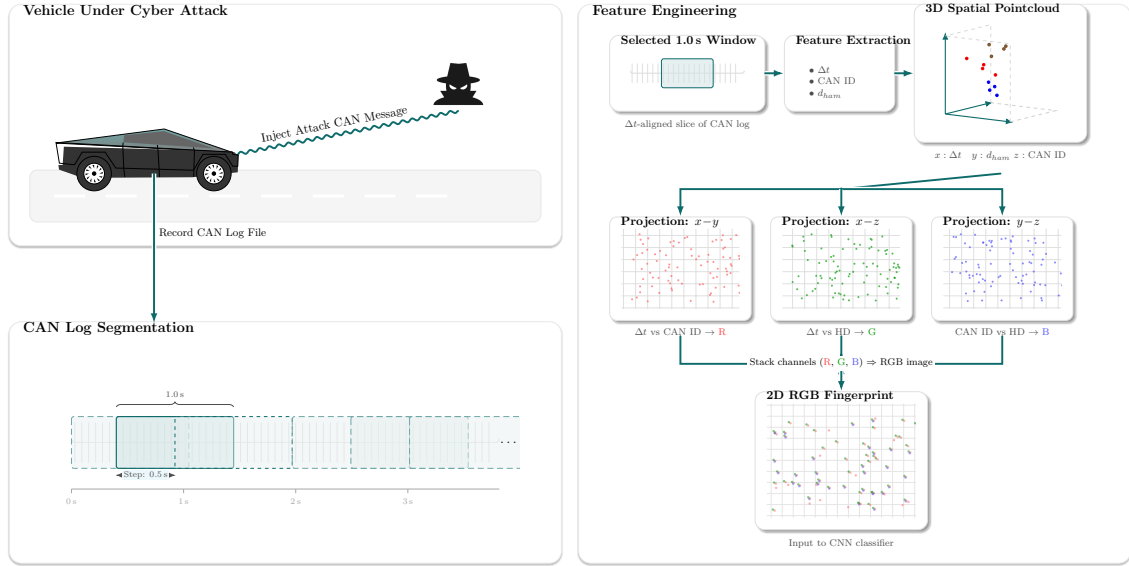 Vehicle Under Cyber Attack
Inject Attack CAN Message
Record CAN Log File
CAN Log Segmentation
1.0 s
...
Step: 0.5 s
0 s
1 s
2 s
3 s
Feature Engineering
Selected 1.0 s Window
Δt-aligned slice of CAN log
Feature Extraction
• Δt
• CAN ID
• d_ham
3D Spatial Pointcloud
x : Δt y : d_ham z : CAN ID
Projection: x−y
Δt vs CAN ID → R
Projection: x−z
Δt vs HD → G
Projection: y−z
CAN ID vs HD → B
Stack channels (R, G, B) ⇒ RGB image
2D RGB Fingerprint
Input to CNN classifier